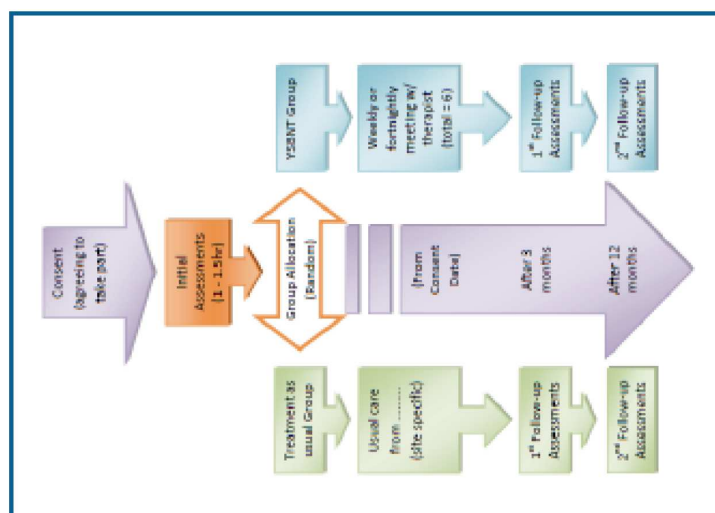 Consent
(agreeing to
take part)
Initial
Assessments
(1 - 1.5hr)
Group Allocation
(Random)
Treatment as
usual Group
Usual care
from ..........
(site specific)
1st Follow-up
Assessments
2nd Follow-up
Assessments
(From
Consent
Date)
After 3
months
After 12
months
YSBNT Group
Weekly or
fortnightly
meeting w/
therapist
(total = 6)
1st Follow-up
Assessments
2nd Follow-up
Assessments